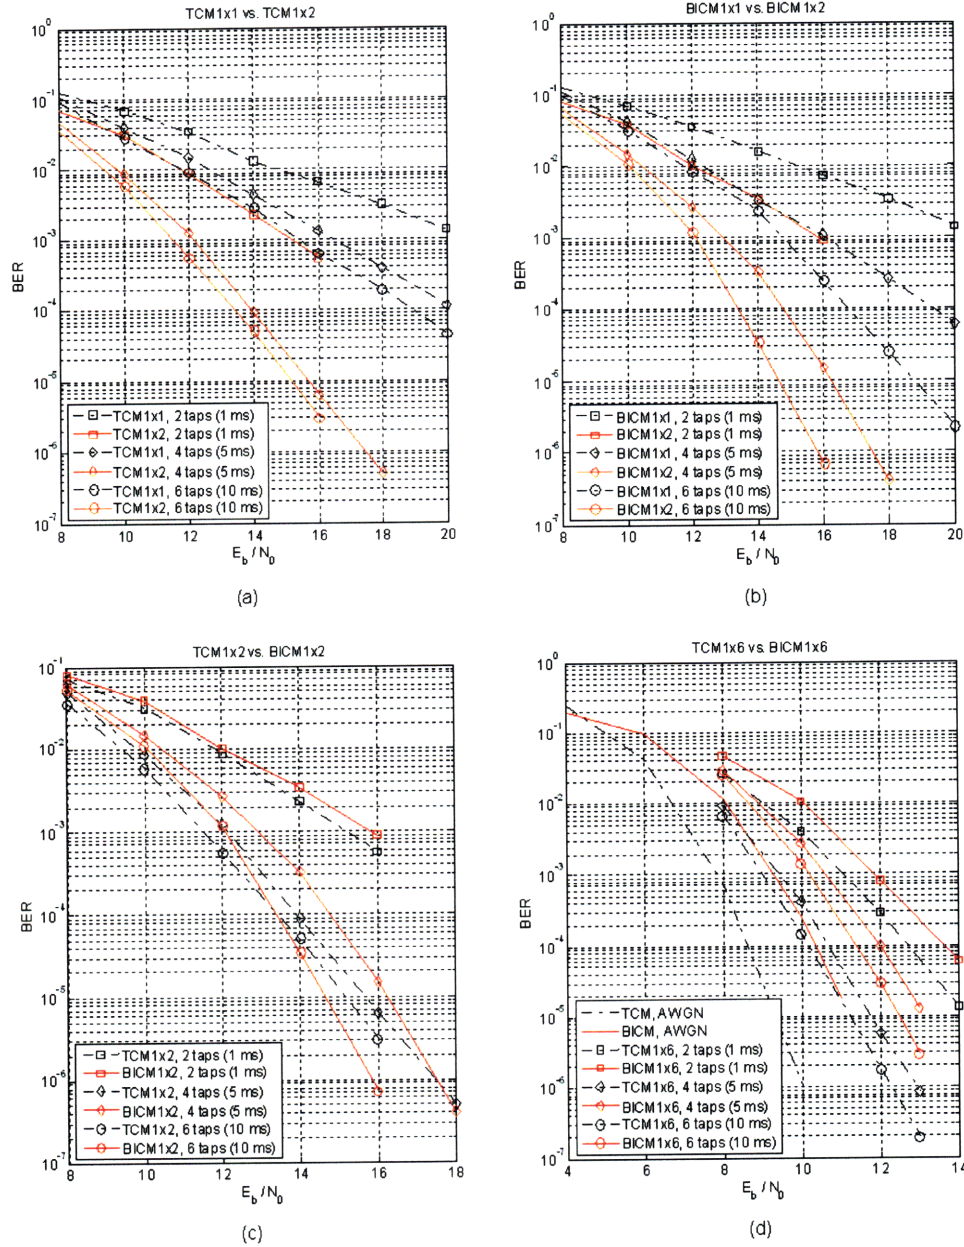 TCM1x1 vs. TCM1x2
10^0
10^-1
10^-2
10^-3
10^-4
10^-5
10^-6
10^-7
BER
TCM1x1, 2 taps (1 ms)
TCM1x2, 2 taps (1 ms)
TCM1x1, 4 taps (5 ms)
TCM1x2, 4 taps (5 ms)
TCM1x1, 6 taps (10 ms)
TCM1x2, 6 taps (10 ms)
8 10 12 14 16 18 20
E_b / N_0
(a)
BICM1x1 vs. BICM1x2
10^0
10^-1
10^-2
10^-3
10^-4
10^-5
10^-6
10^-7
BER
BICM1x1, 2 taps (1 ms)
BICM1x2, 2 taps (1 ms)
BICM1x1, 4 taps (5 ms)
BICM1x2, 4 taps (5 ms)
BICM1x1, 6 taps (10 ms)
BICM1x2, 6 taps (10 ms)
8 10 12 14 16 18 20
E_b / N_0
(b)
TCM1x2 vs. BICM1x2
10^-1
10^-2
10^-3
10^-4
10^-5
10^-6
10^-7
BER
TCM1x2, 2 taps (1 ms)
BICM1x2, 2 taps (1 ms)
TCM1x2, 4 taps (5 ms)
BICM1x2, 4 taps (5 ms)
TCM1x2, 6 taps (10 ms)
BICM1x2, 6 taps (10 ms)
8 10 12 14 16 18
E_b / N_0
(c)
TCM1x6 vs. BICM1x6
10^0
10^-1
10^-2
10^-3
10^-4
10^-5
10^-6
10^-7
BER
TCM, AWGN
BICM, AWGN
TCM1x6, 2 taps (1 ms)
BICM1x6, 2 taps (1 ms)
TCM1x6, 4 taps (5 ms)
BICM1x6, 4 taps (5 ms)
TCM1x6, 6 taps (10 ms)
BICM1x6, 6 taps (10 ms)
4 6 8 10 12 14
E_b / N_0
(d)